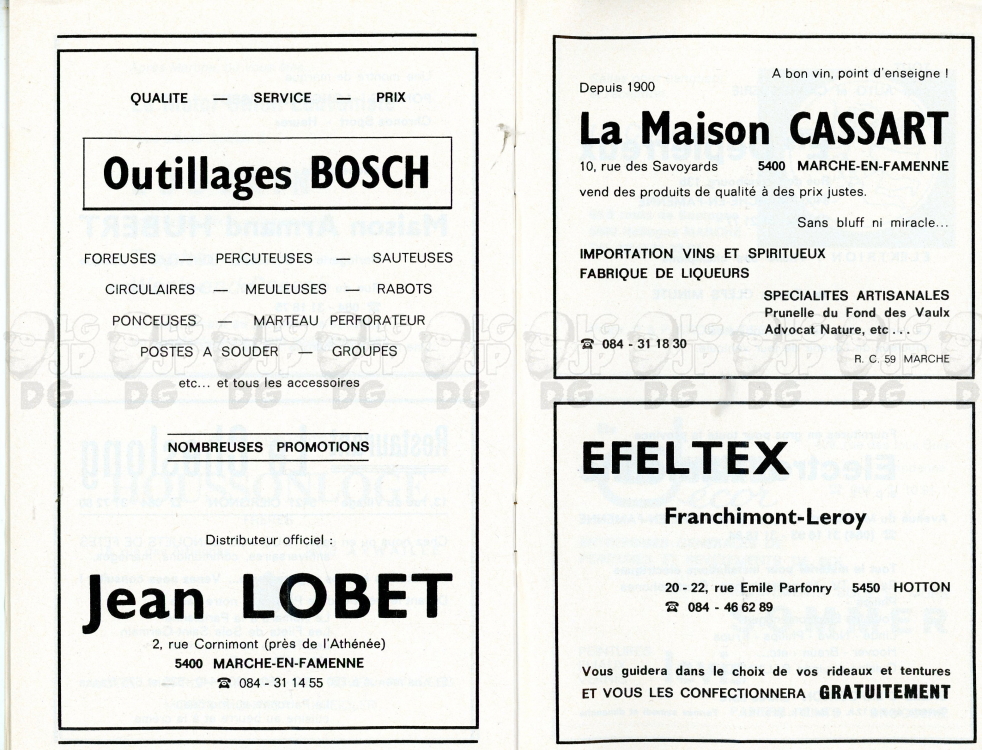 QUALITE — SERVICE — PRIX
Outillages BOSCH
FOREUSES — PERCUTEUSES — SAUTEUSES
CIRCULAIRES — MEULEUSES — RABOTS
PONCEUSES — MARTEAU PERFORATEUR
POSTES A SOUDER — GROUPES
etc... et tous les accessoires
NOMBREUSES PROMOTIONS
Distributeur officiel :
Jean LOBET
2, rue Cornimont (près de l'Athénée)
5400 MARCHE-EN-FAMENNE
☎ 084 - 31 14 55
A bon vin, point d'enseigne !
Depuis 1900
La Maison CASSART
10, rue des Savoyards 5400 MARCHE-EN-FAMENNE
vend des produits de qualité à des prix justes.
Sans bluff ni miracle...
IMPORTATION VINS ET SPIRITUEUX
FABRIQUE DE LIQUEURS
SPECIALITES ARTISANALES
Prunelle du Fond des Vaulx
Advocat Nature, etc...
☎ 084 - 31 18 30
R. C. 59 MARCHE
EFELTEX
Franchimont-Leroy
20 - 22, rue Emile Parfonry 5450 HOTTON
☎ 084 - 46 62 89
Vous guidera dans le choix de vos rideaux et tentures
ET VOUS LES CONFECTIONNERA GRATUITEMENT
LG JP DG